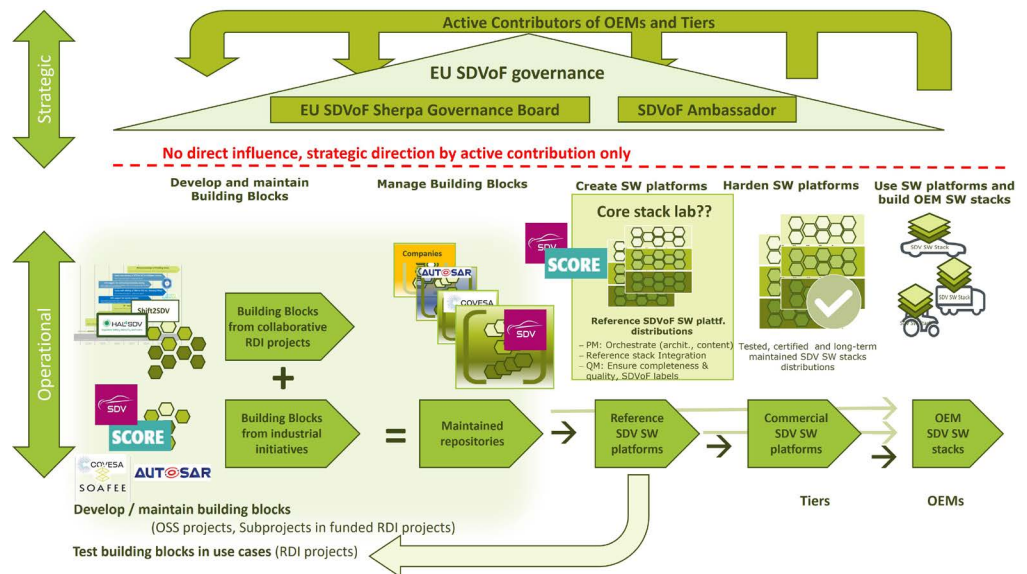 Active Contributors of OEMs and Tiers
Strategic
EU SDVoF governance
EU SDVoF Sherpa Governance Board
SDVoF Ambassador
No direct influence, strategic direction by active contribution only
Develop and maintain
Building Blocks
Manage Building Blocks
Create SW platforms
Harden SW platforms
Use SW platforms and
build OEM SW stacks
Operational
Shift2SDV
HAL4SDV
Building Blocks
from collaborative
RDI projects
Companies
AUTOSAR
COVESA
SDV
SDV
SCORE
Core stack lab??
Reference SDVoF SW plattf.
distributions
– PM: Orchestrate (archit., content)
– Reference stack Integration
– QM: Ensure completeness &
quality, SDVoF labels
Tested, certified and long-term
maintained SDV SW stacks
distributions
SDV SW Stack
SDV SW Stack
+
SDV
SCORE
COVESA
SOAFEE
AUTOSAR
Building Blocks
from industrial
initiatives
=
Maintained
repositories
Reference
SDV SW
platforms
Commercial
SDV SW
platforms
OEM
SDV SW
stacks
Tiers
OEMs
Develop / maintain building blocks
(OSS projects, Subprojects in funded RDI projects)
Test building blocks in use cases (RDI projects)